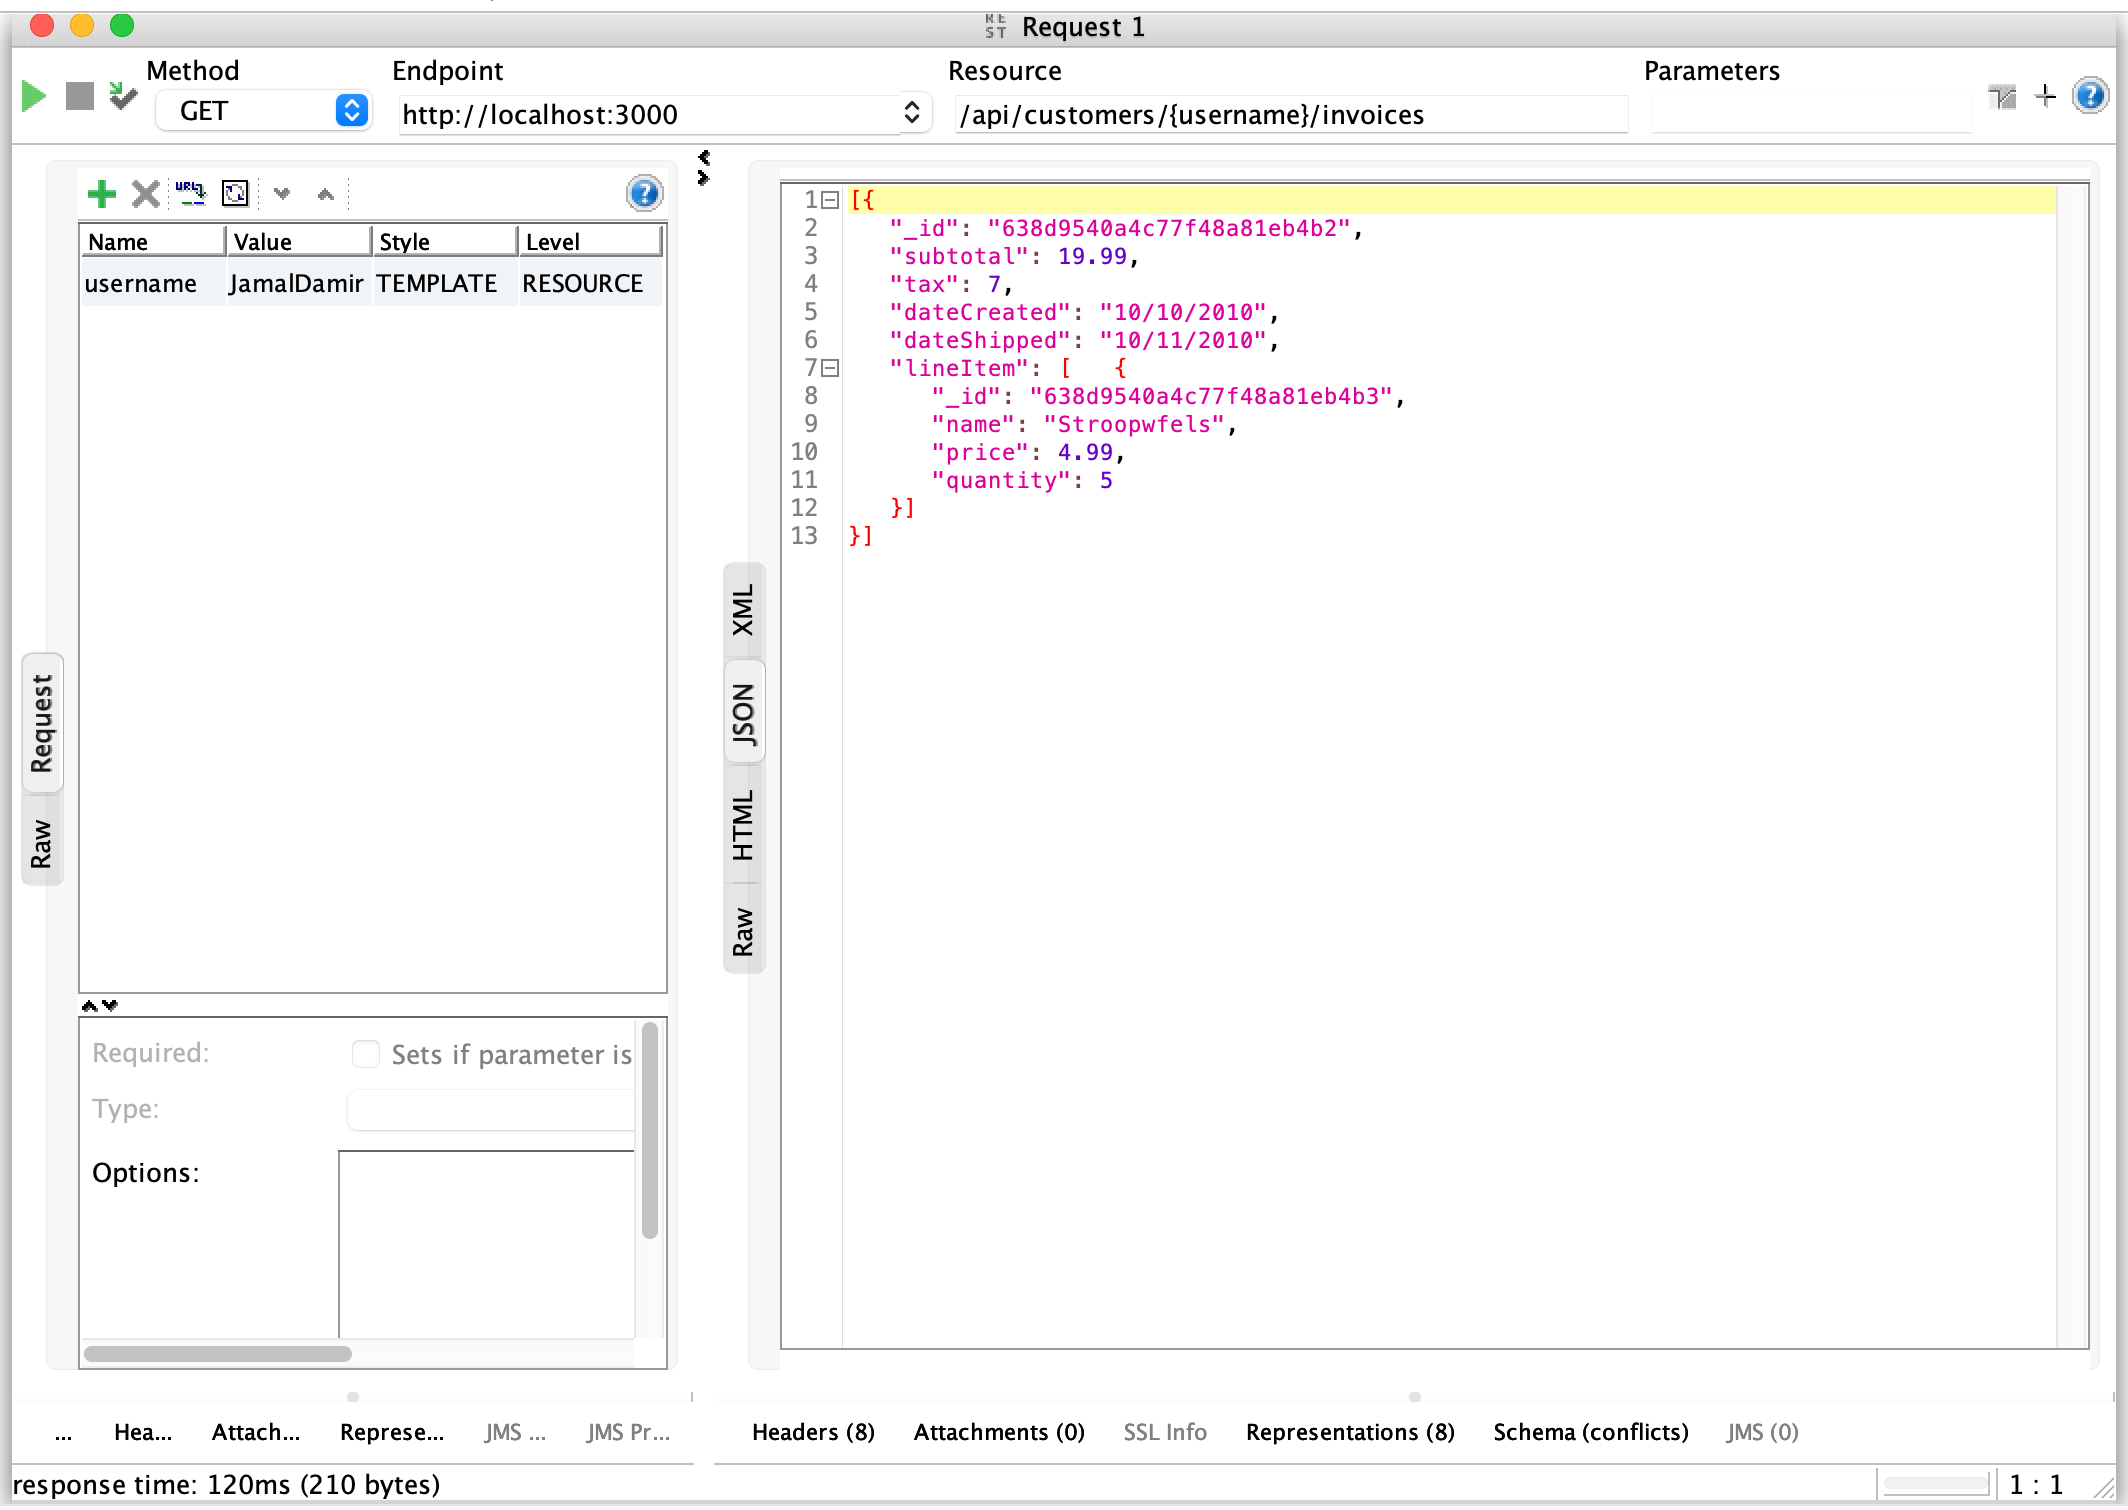 REST Request 1
Method Endpoint Resource Parameters
GET http://localhost:3000 /api/customers/{username}/invoices
Name Value Style Level
username JamalDamir TEMPLATE RESOURCE
Request
Raw
Required: Sets if parameter is
Type:
Options:
... Hea... Attach... Represe... JMS ... JMS Pr...
XML
JSON
HTML
Raw
1 [{
2 "_id": "638d9540a4c77f48a81eb4b2",
3 "subtotal": 19.99,
4 "tax": 7,
5 "dateCreated": "10/10/2010",
6 "dateShipped": "10/11/2010",
7 "lineItem": [ {
8 "_id": "638d9540a4c77f48a81eb4b3",
9 "name": "Stroopwfels",
10 "price": 4.99,
11 "quantity": 5
12 }]
13 }]
Headers (8) Attachments (0) SSL Info Representations (8) Schema (conflicts) JMS (0)
response time: 120ms (210 bytes) 1 : 1